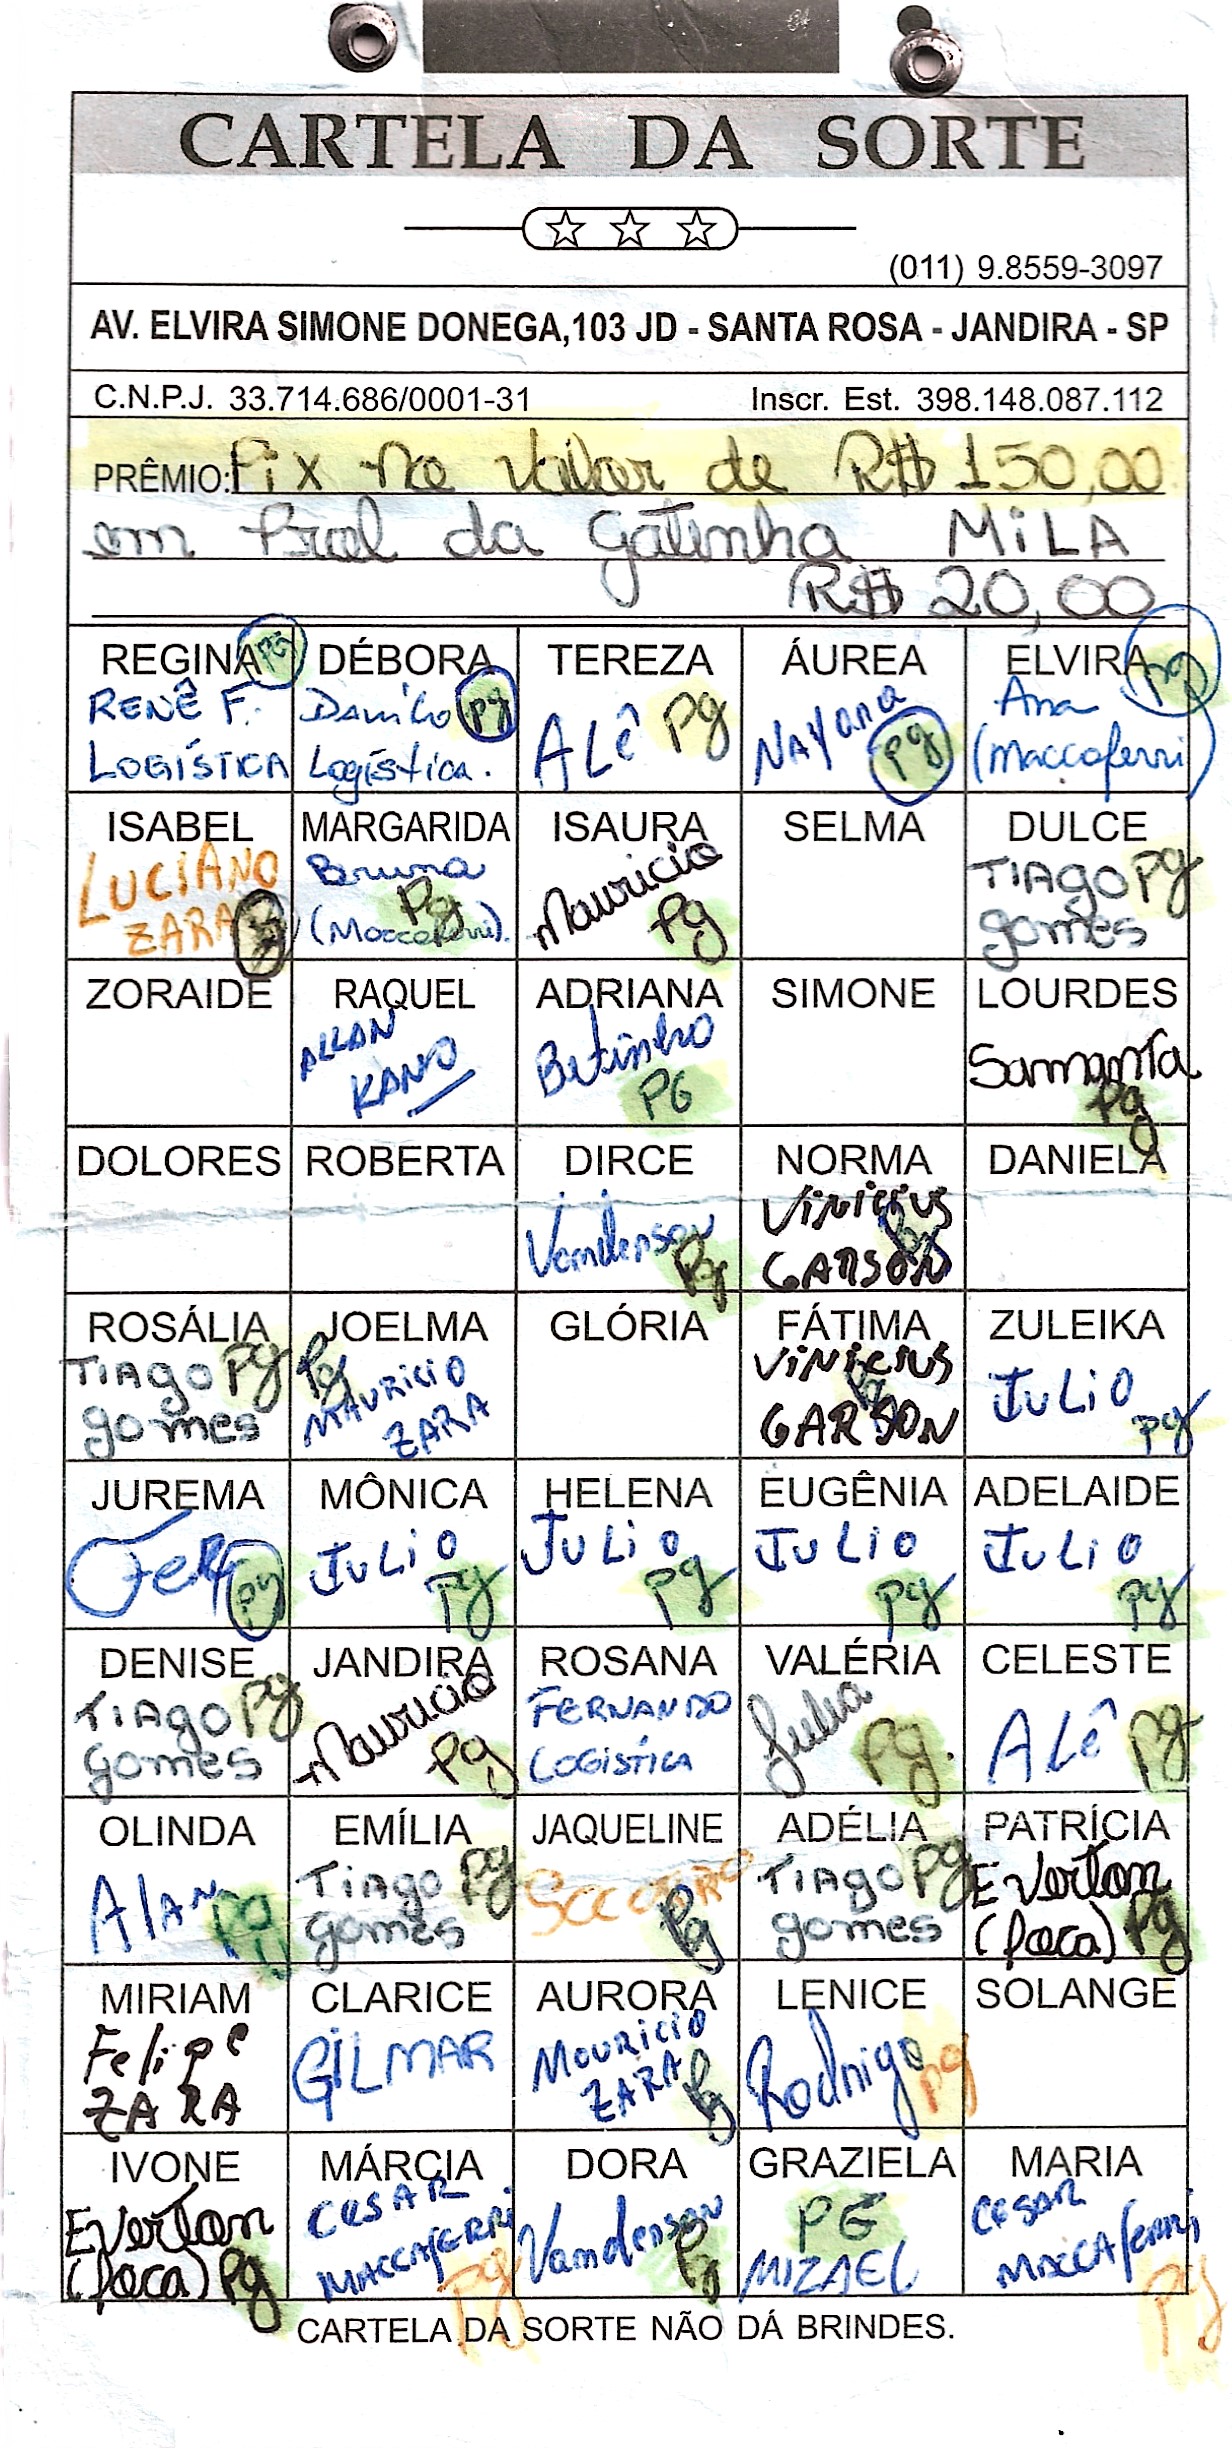 CARTELA DA SORTE
(011) 9.8559-3097
AV. ELVIRA SIMONE DONEGA,103 JD - SANTA ROSA - JANDIRA - SP
C.N.P.J. 33.714.686/0001-31 Inscr. Est. 398.148.087.112
PRÊMIO: Pix no Valor de R$ 150,00
em Prol da gatinha MiLA
R$ 20,00
REGINA pg DÉBORA TEREZA ÁUREA ELVIRA pg
RENÊ F. Danilo pg ALÊ pg NAYana Ana
LOGÍSTICA Logística. pg (Maccaferri)
ISABEL MARGARIDA ISAURA SELMA DULCE
LUCIANO Bruna Mauricio TIAgo pg
ZARA pg (Maccaferri). pg gomes
ZORAIDE RAQUEL ADRIANA SIMONE LOURDES
ALLAN Betinho Samanta
KANO PG pg
DOLORES ROBERTA DIRCE NORMA DANIELA
Vanderson Vinicius
pg GARSON
ROSÁLIA JOELMA GLÓRIA FÁTIMA ZULEIKA
TIAgo pg pg MAURICIO ViNicius JULiO
gomes ZARA pg GARSON pg
JUREMA MÔNICA HELENA EUGÊNIA ADELAIDE
Fer JULiO JULiO JULiO JULiO
pg pg pg pg pg
DENISE JANDIRA ROSANA VALÉRIA CELESTE
TIAgo pg Mauricio FERNANDO Julia ALÊ pg
gomes pg LOGÍSTICA pg.
OLINDA EMÍLIA JAQUELINE ADÉLIA PATRÍCIA
Alan TIAgo pg SOCORRO TIAgo pg EVerton
pg gomes pg gomes (Paca) pg
MIRIAM CLARICE AURORA LENICE SOLANGE
Felipe GILMAR MAURICIO Rodrigo pg
ZARA ZARA pg
IVONE MÁRCIA DORA GRAZIELA MARIA
EVerton CESAR Vanderson PG CESAR
(Paca) pg MACCAFERRI pg pg MIZAEL MACCAferri pg
CARTELA DA SORTE NÃO DÁ BRINDES.